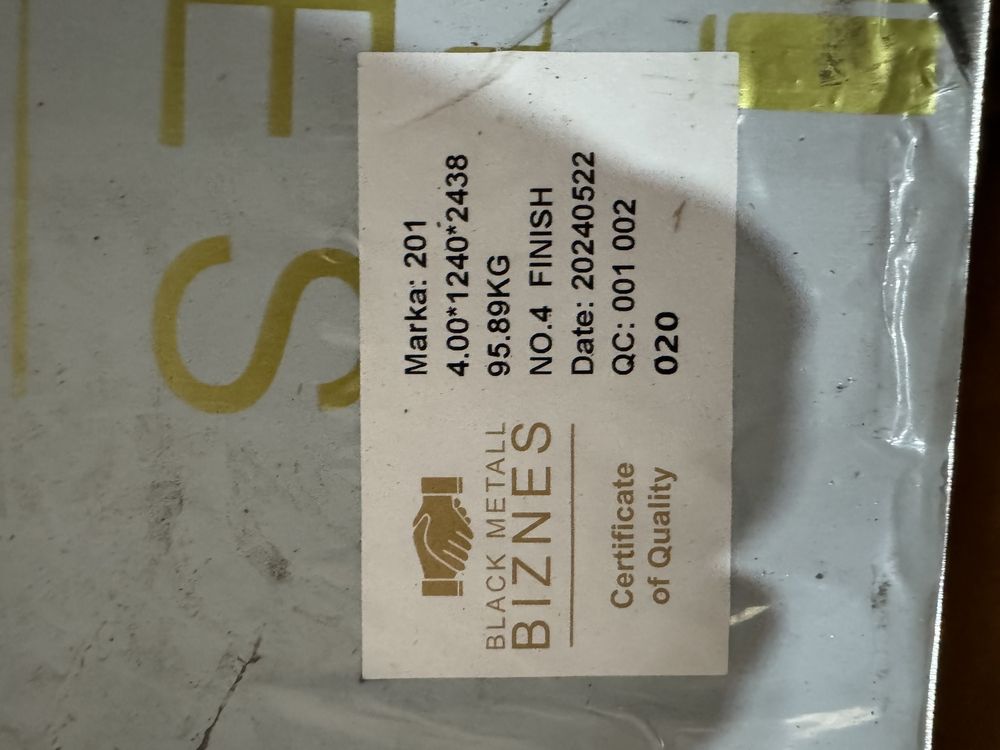 ES
BLACK METALL
BIZNES
Certificate
of Quality
Marka: 201
4.00*1240*2438
95.89KG
NO.4 FINISH
Date: 20240522
QC: 001 002
020